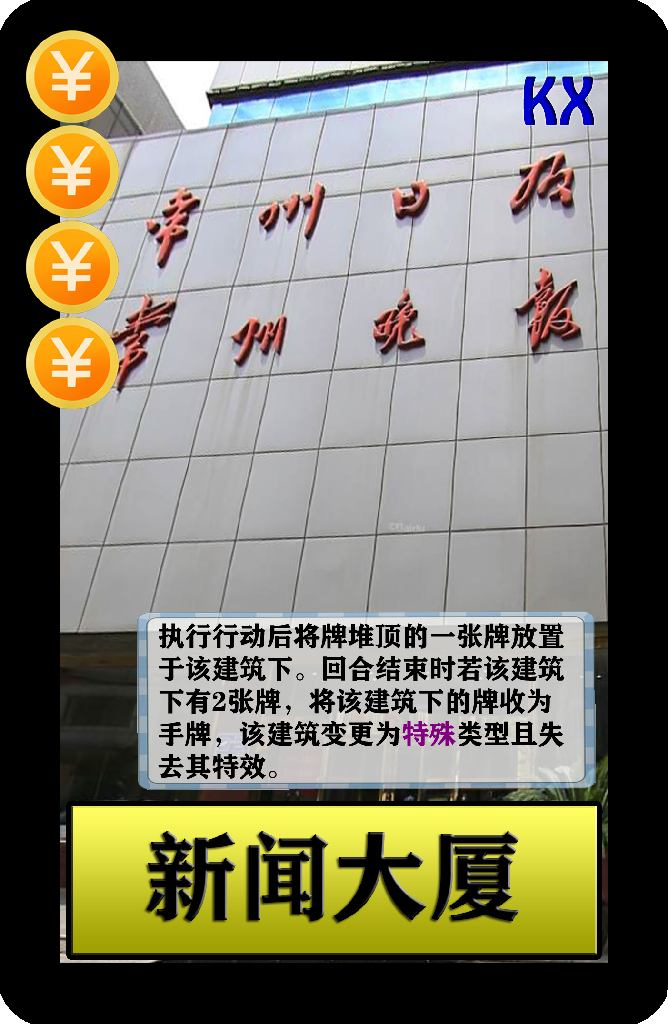 ¥
¥
¥
¥
KX
常州日报
常州晚报
执行行动后将牌堆顶的一张牌放置
于该建筑下。回合结束时若该建筑
下有2张牌，将该建筑下的牌收为
手牌，该建筑变更为特殊类型且失
去其特效。
新闻大厦